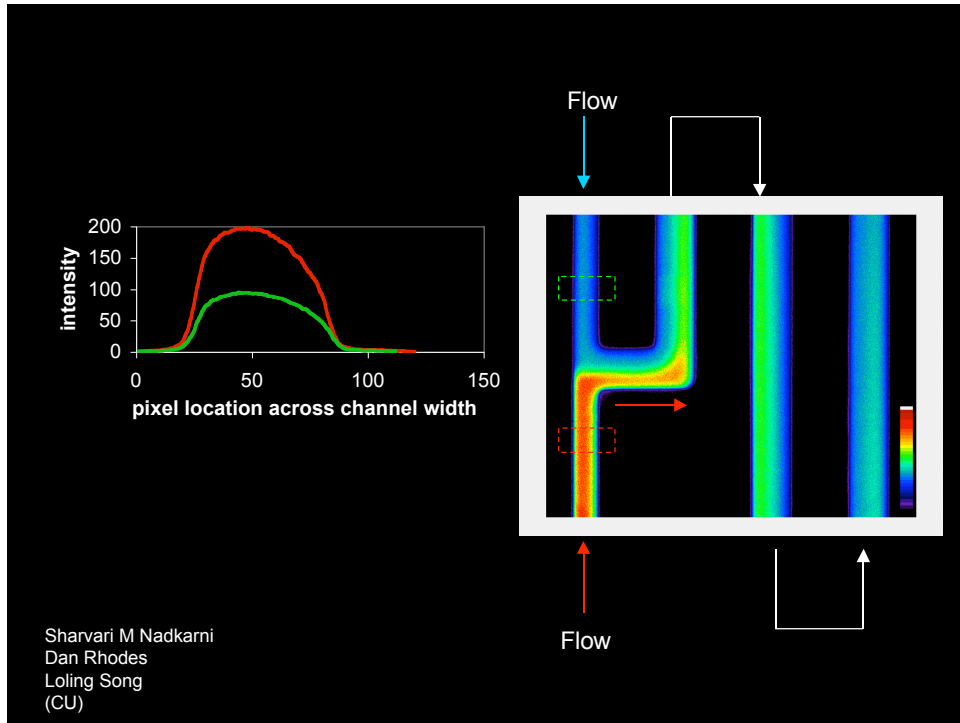 Flow
200
150
100
50
0
intensity
0 50 100 150
pixel location across channel width
Flow
Sharvari M Nadkarni
Dan Rhodes
Loling Song
(CU)